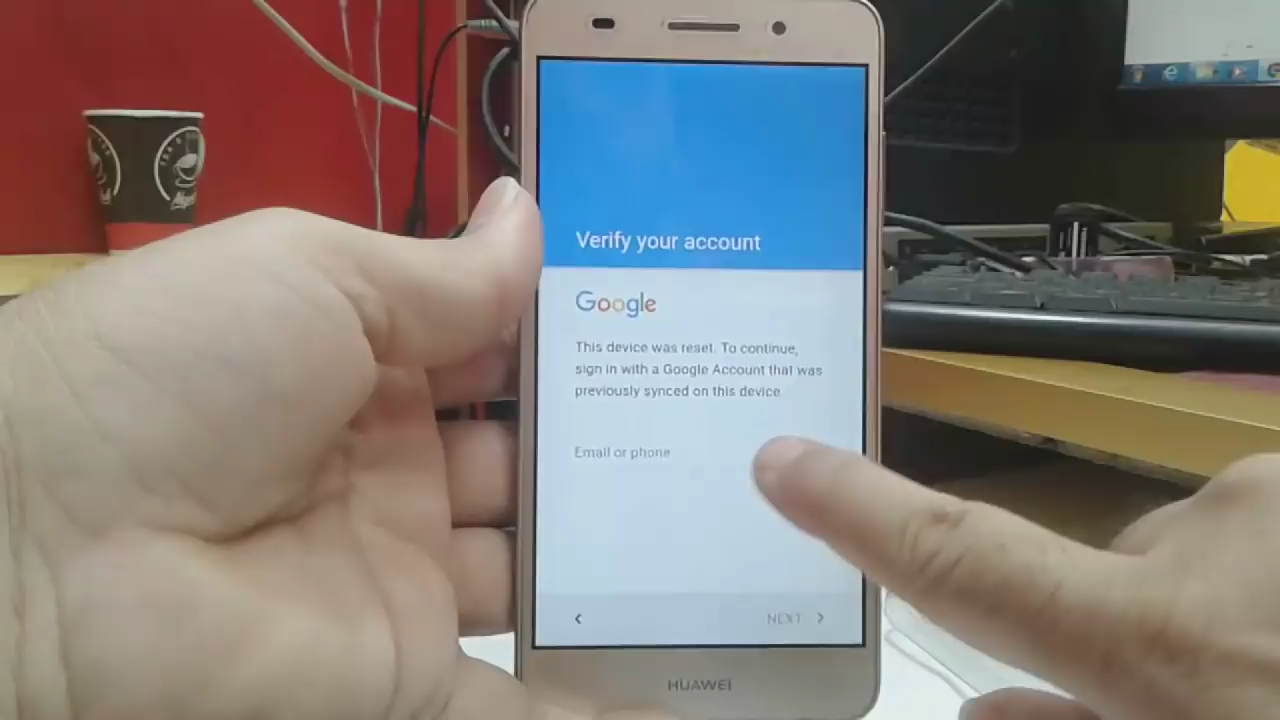 Verify your account
Google
This device was reset. To continue,
sign in with a Google Account that was
previously synced on this device.
Email or phone
NEXT
HUAWEI